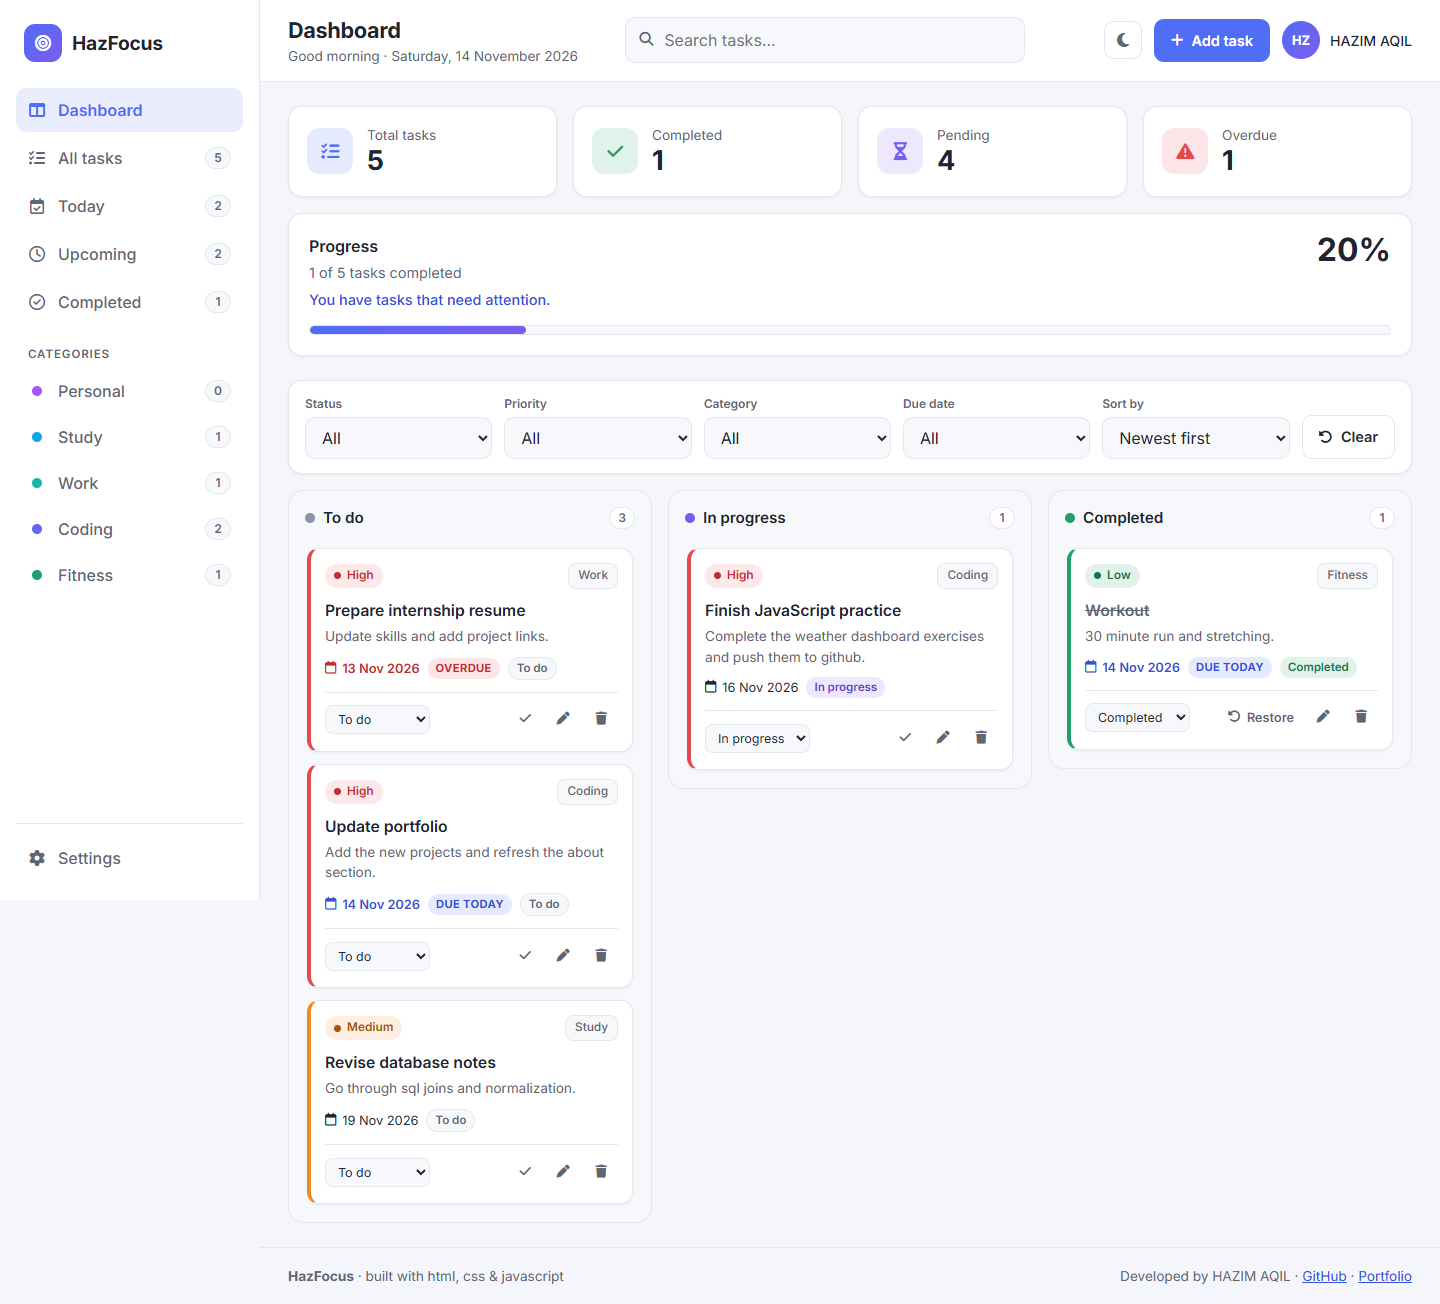 HazFocus
Dashboard
All tasks 5
Today 2
Upcoming 2
Completed 1
CATEGORIES
Personal 0
Study 1
Work 1
Coding 2
Fitness 1
Settings
Dashboard
Good morning · Saturday, 14 November 2026
Search tasks...
Add task
HZ HAZIM AQIL
Total tasks
5
Completed
1
Pending
4
Overdue
1
Progress
20%
1 of 5 tasks completed
You have tasks that need attention.
Status Priority Category Due date Sort by
All All All All Newest first Clear
To do 3
High Work
Prepare internship resume
Update skills and add project links.
13 Nov 2026 OVERDUE To do
To do
High Coding
Update portfolio
Add the new projects and refresh the about
section.
14 Nov 2026 DUE TODAY To do
To do
Medium Study
Revise database notes
Go through sql joins and normalization.
19 Nov 2026 To do
To do
In progress 1
High Coding
Finish JavaScript practice
Complete the weather dashboard exercises
and push them to github.
16 Nov 2026 In progress
In progress
Completed 1
Low Fitness
Workout
30 minute run and stretching.
14 Nov 2026 DUE TODAY Completed
Completed Restore
HazFocus · built with html, css & javascript
Developed by HAZIM AQIL · GitHub · Portfolio